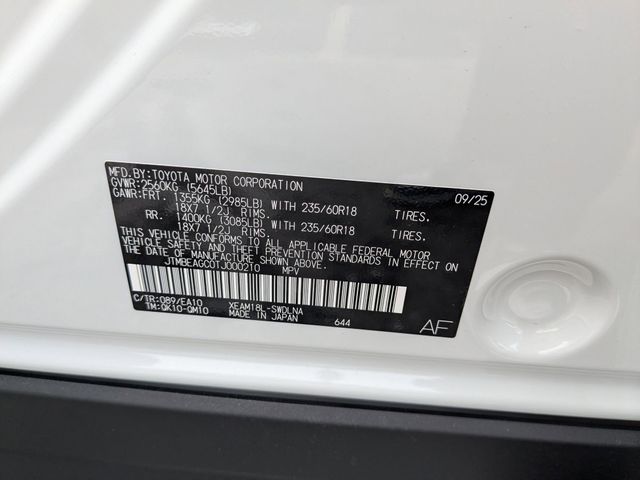 MFD.BY:TOYOTA MOTOR CORPORATION 09/25
GVWR:2560KG (5645LB)
GAWR:FRT. 1355KG (2985LB) WITH 235/60R18 TIRES.
18X7 1/2J RIMS.
RR. 1400KG (3085LB) WITH 235/60R18 TIRES.
18X7 1/2J RIMS.
THIS VEHICLE CONFORMS TO ALL APPLICABLE FEDERAL MOTOR
VEHICLE SAFETY AND THEFT PREVENTION STANDARDS IN EFFECT ON
THE DATE OF MANUFACTURE SHOWN ABOVE.
JTMBEAGC01J000210 MPV
C/TR:089/EA10 XEAM18L-SWDLNA
TM:QK10-QM10 MADE IN JAPAN 644 AF